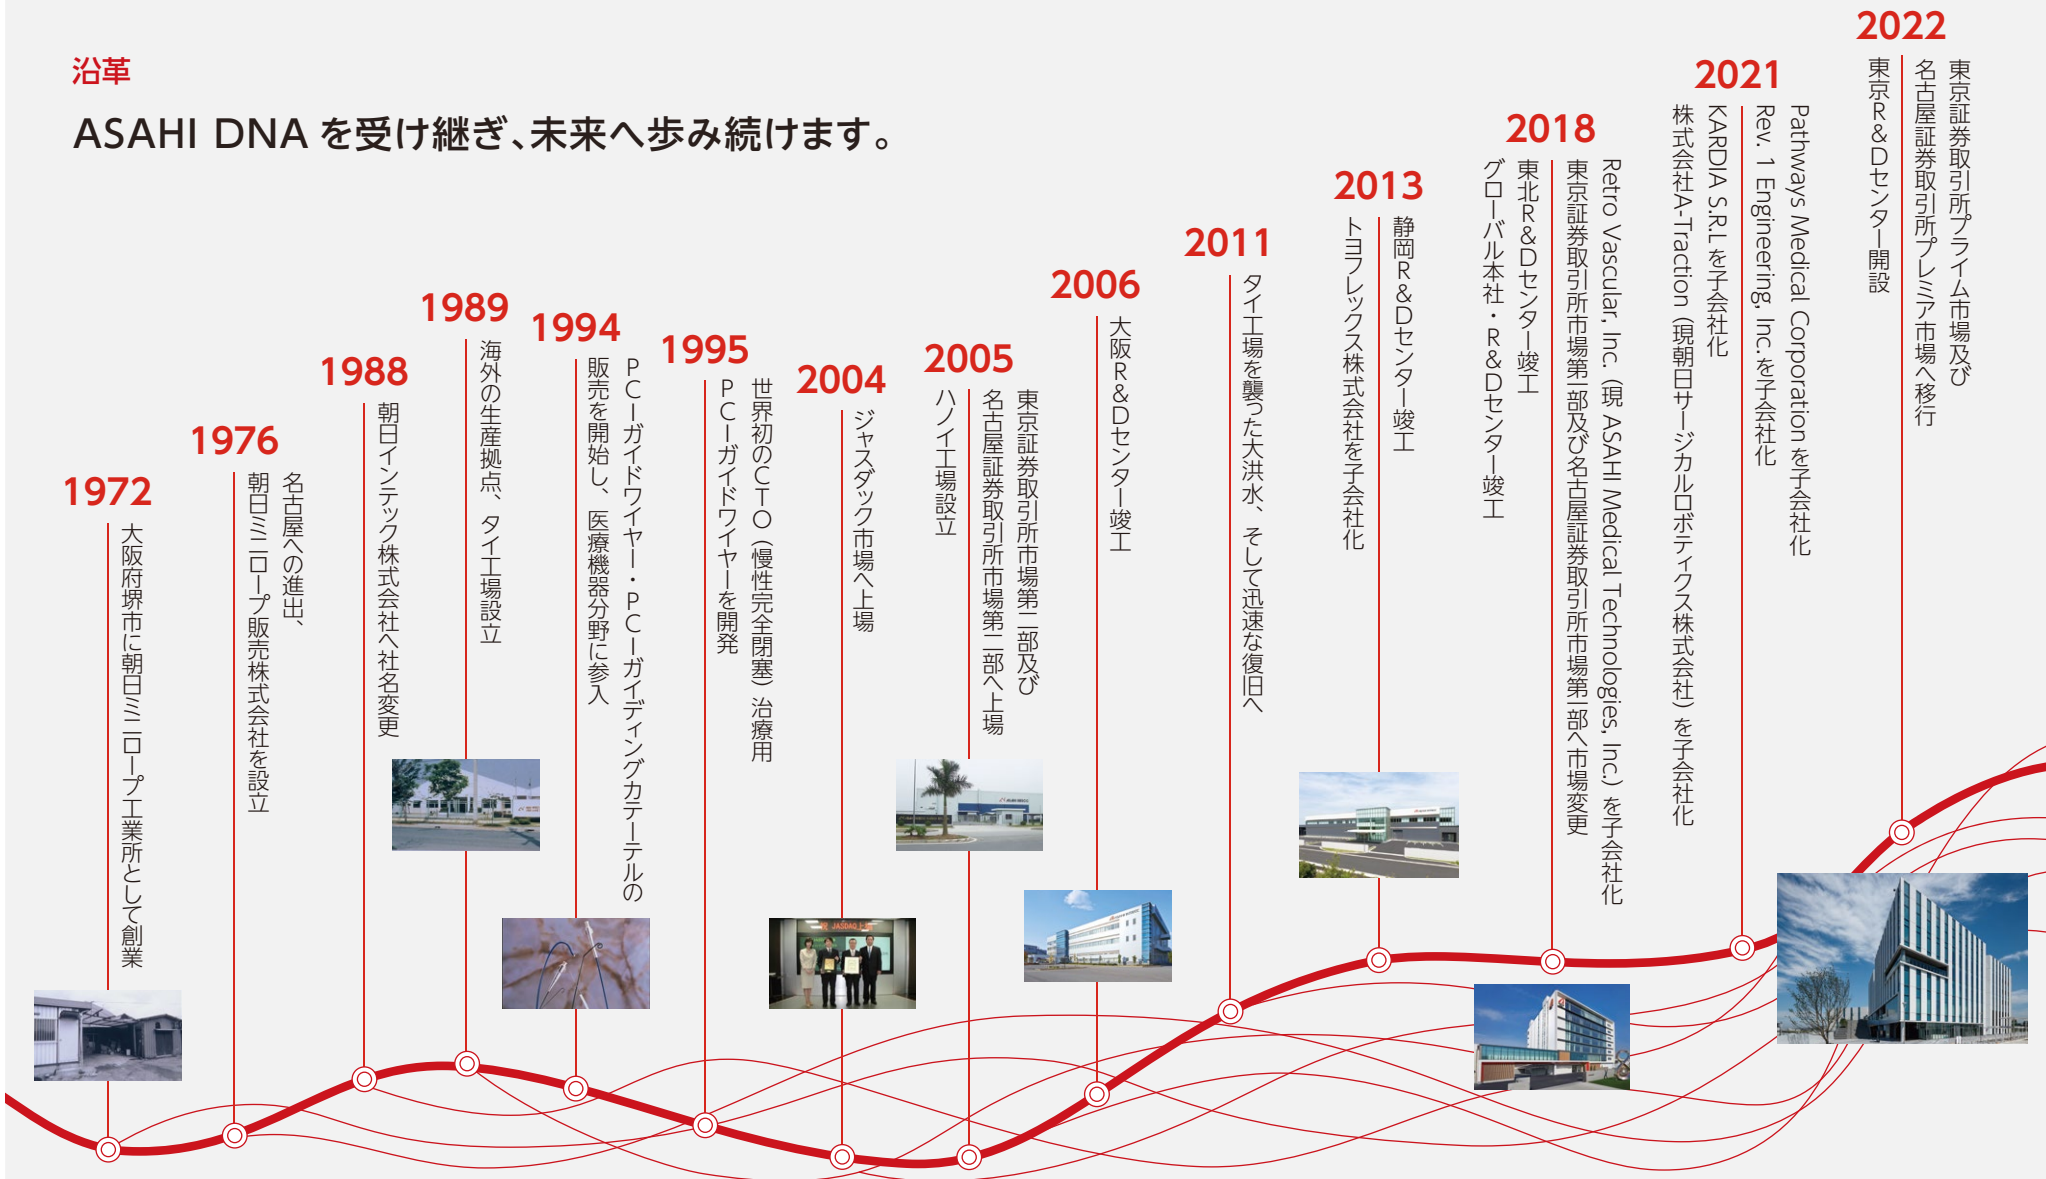 沿革
ASAHI DNA を受け継ぎ、未来へ歩み続けます。
1972
大阪府堺市に朝日ミニロープ工業所として創業
1976
名古屋への進出、
朝日ミニロープ販売株式会社を設立
1988
朝日インテック株式会社へ社名変更
1989
海外の生産拠点、タイ工場設立
1994
PCIガイドワイヤー・PCIガイディングカテーテルの
販売を開始し、医療機器分野に参入
1995
世界初のCTO（慢性完全閉塞）治療用
PCIガイドワイヤーを開発
2004
ジャスダック市場へ上場
JASDAQ
2005
東京証券取引所市場第二部及び
名古屋証券取引所市場第二部へ上場
ハノイ工場設立
2006
大阪R&Dセンター竣工
2011
タイ工場を襲った大洪水、そして迅速な復旧へ
2013
静岡R&Dセンター竣工
トヨフレックス株式会社を子会社化
2018
Retro Vascular, Inc.（現 ASAHI Medical Technologies, Inc.）を子会社化
東京証券取引所市場第一部及び名古屋証券取引所市場第一部へ市場変更
東北R&Dセンター竣工
グローバル本社・R&Dセンター竣工
2021
Pathways Medical Corporation を子会社化
Rev. 1 Engineering, Inc.を子会社化
KARDIA S.R.L を子会社化
株式会社A-Traction（現朝日サージカルロボティクス株式会社）を子会社化
2022
東京証券取引所プライム市場及び
名古屋証券取引所プレミア市場へ移行
東京R&Dセンター開設